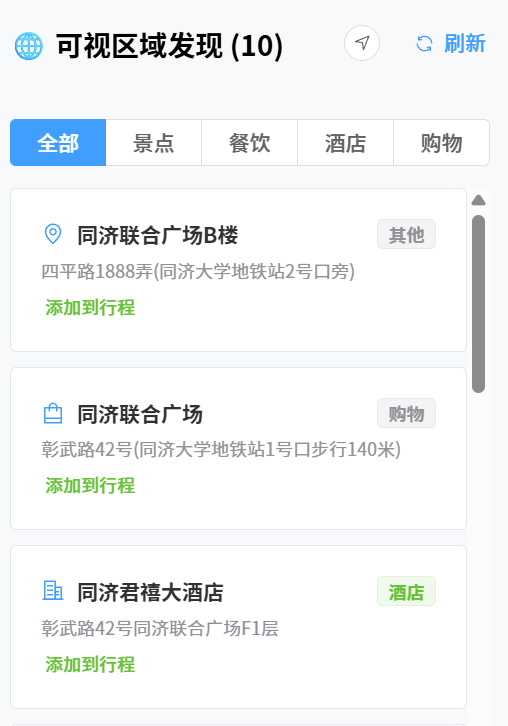 可视区域发现 (10)
刷新
全部 景点 餐饮 酒店 购物
同济联合广场B楼 其他
四平路1888弄(同济大学地铁站2号口旁)
添加到行程
同济联合广场 购物
彰武路42号(同济大学地铁站1号口步行140米)
添加到行程
同济君禧大酒店 酒店
彰武路42号同济联合广场F1层
添加到行程